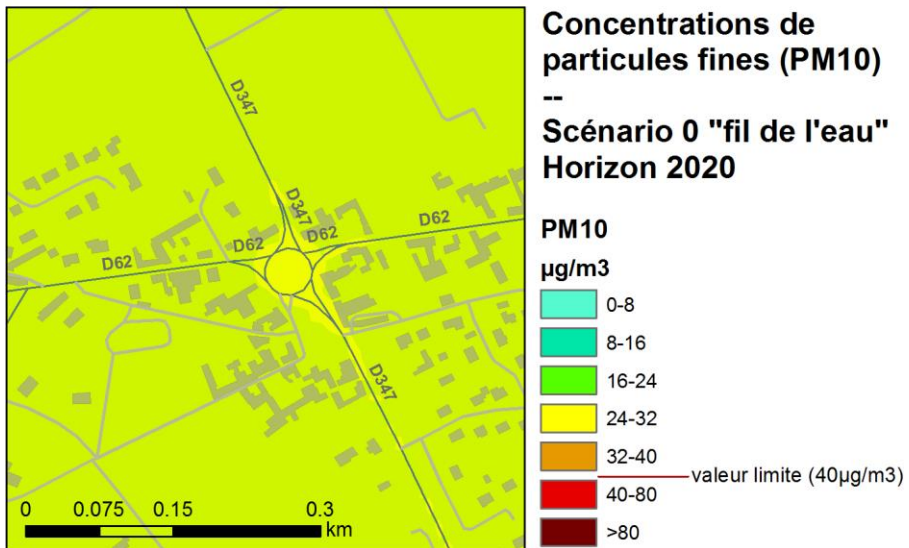 Concentrations de
particules fines (PM10)
--
Scénario 0 "fil de l'eau"
Horizon 2020
PM10
µg/m3
0-8
8-16
16-24
24-32
32-40
valeur limite (40µg/m3)
40-80
>80
D347
D347
D62
D62
D62
D62
D347
0 0.075 0.15 0.3
km